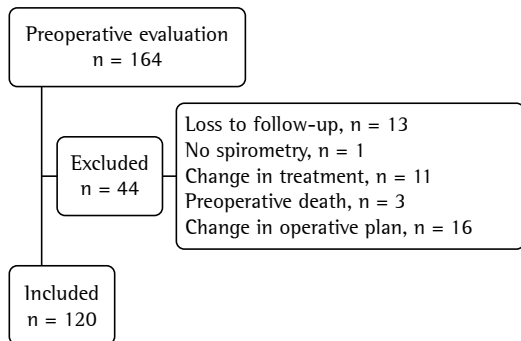 Preoperative evaluation
n = 164
Excluded
n = 44
Loss to follow-up, n = 13
No spirometry, n = 1
Change in treatment, n = 11
Preoperative death, n = 3
Change in operative plan, n = 16
Included
n = 120